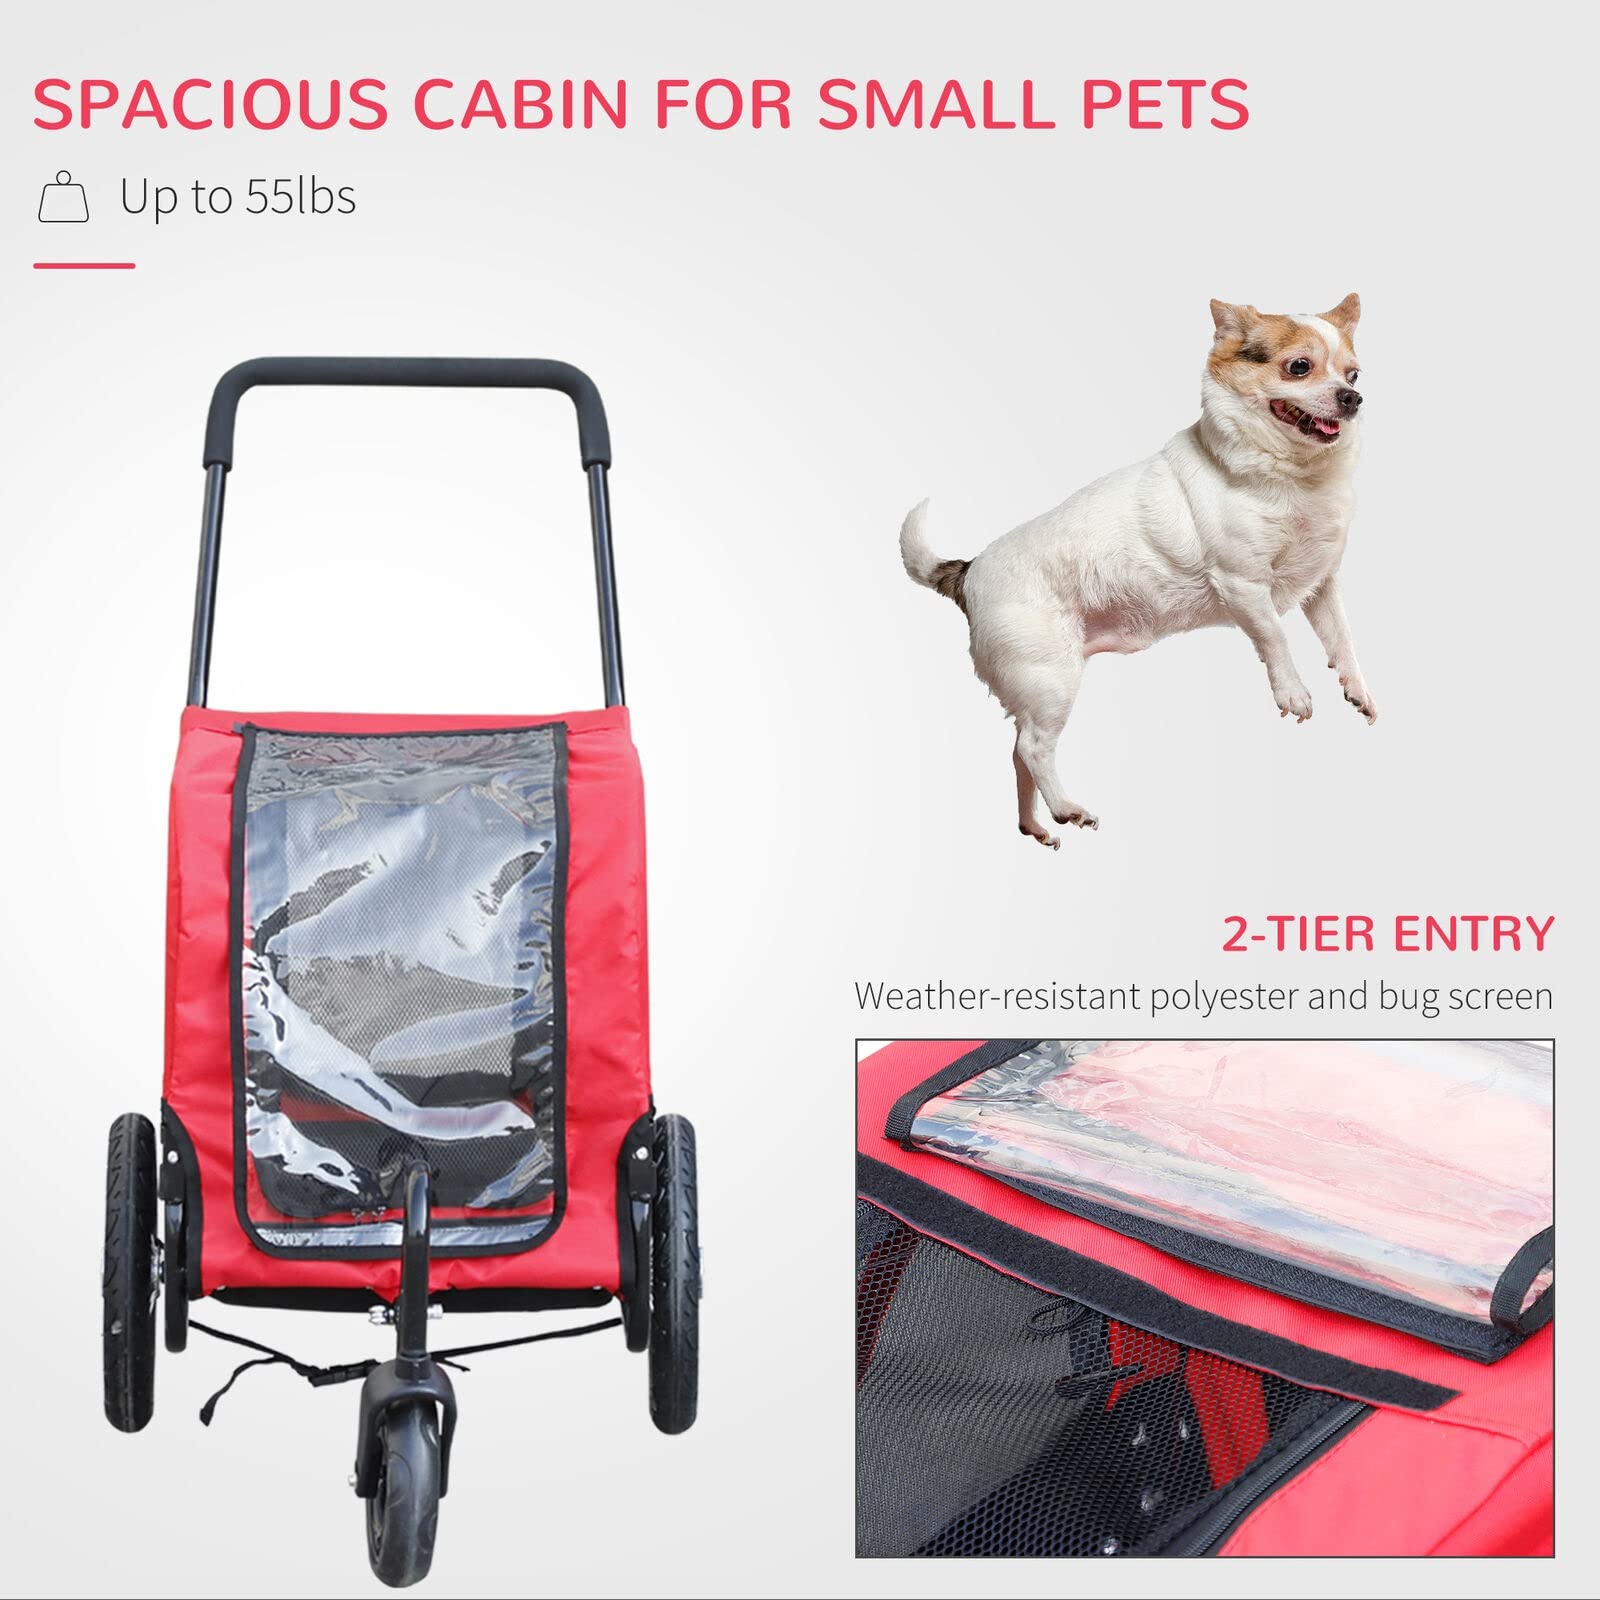 SPACIOUS CABIN FOR SMALL PETS
Up to 55lbs
2-TIER ENTRY
Weather-resistant polyester and bug screen